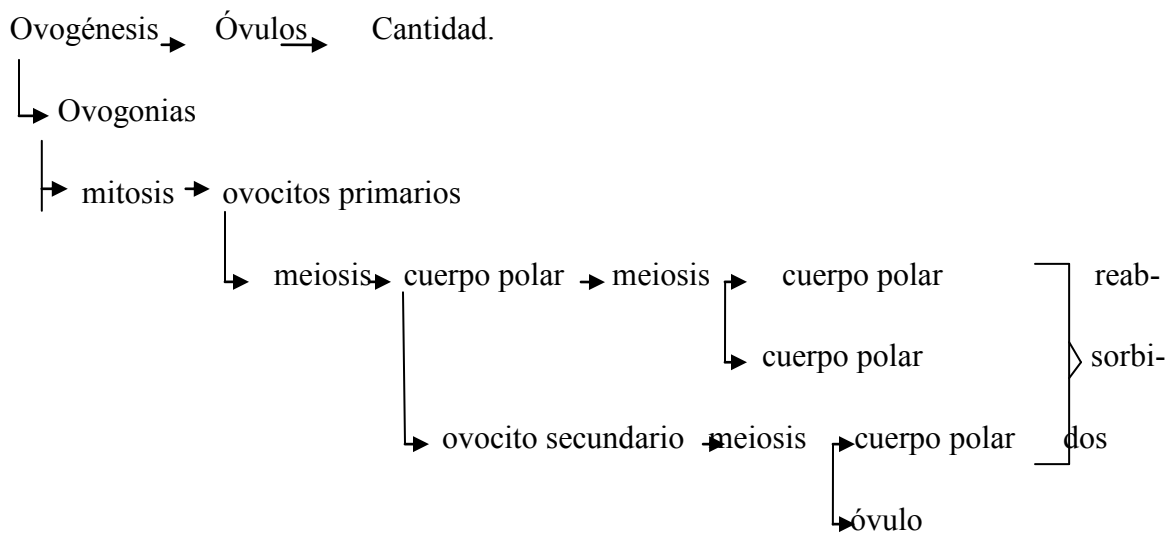 Ovogénesis Óvulos Cantidad.
Ovogonias
mitosis ovocitos primarios
meiosis cuerpo polar meiosis cuerpo polar reab-
cuerpo polar sorbi-
ovocito secundario meiosis cuerpo polar dos
óvulo